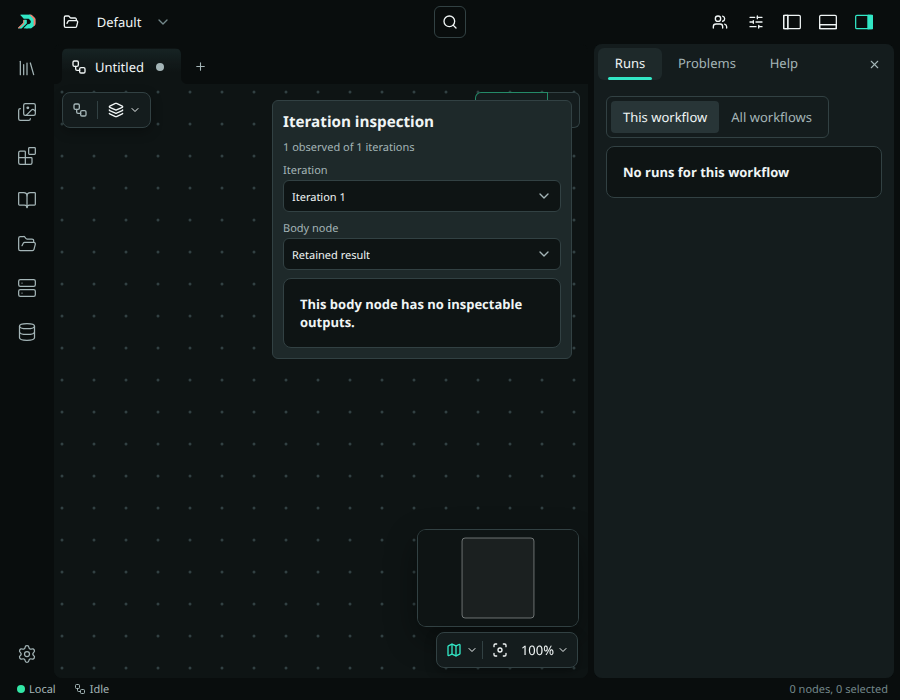 Default
Untitled
Iteration inspection
1 observed of 1 iterations
Iteration
Iteration 1
Body node
Retained result
This body node has no inspectable
outputs.
100%
Runs
Problems
Help
This workflow
All workflows
No runs for this workflow
Local
Idle
0 nodes, 0 selected